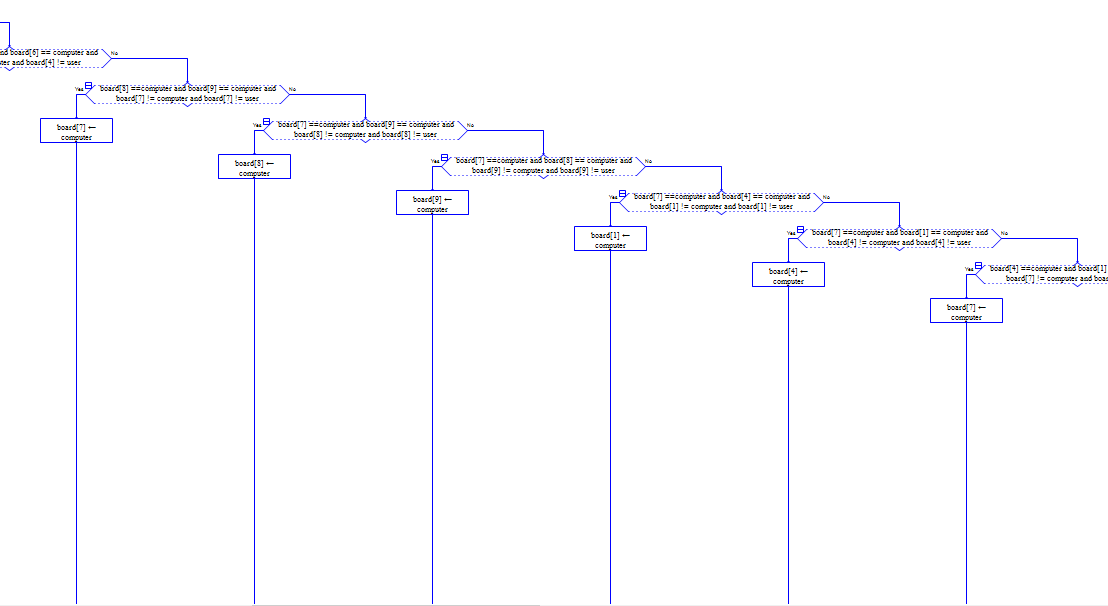 nd board[6] == computer and
ter and board[4] != user
No
Yes
board[8] ==computer and board[9] == computer and
board[7] != computer and board[7] != user
No
board[7] ←
computer
Yes
board[7] ==computer and board[9] == computer and
board[8] != computer and board[8] != user
No
board[8] ←
computer
Yes
board[7] ==computer and board[8] == computer and
board[9] != computer and board[9] != user
No
board[9] ←
computer
Yes
board[7] ==computer and board[4] == computer and
board[1] != computer and board[1] != user
No
board[1] ←
computer
Yes
board[7] ==computer and board[1] == computer and
board[4] != computer and board[4] != user
No
board[4] ←
computer
Yes
board[4] ==computer and board[1]
board[7] != computer and boar
board[7] ←
computer